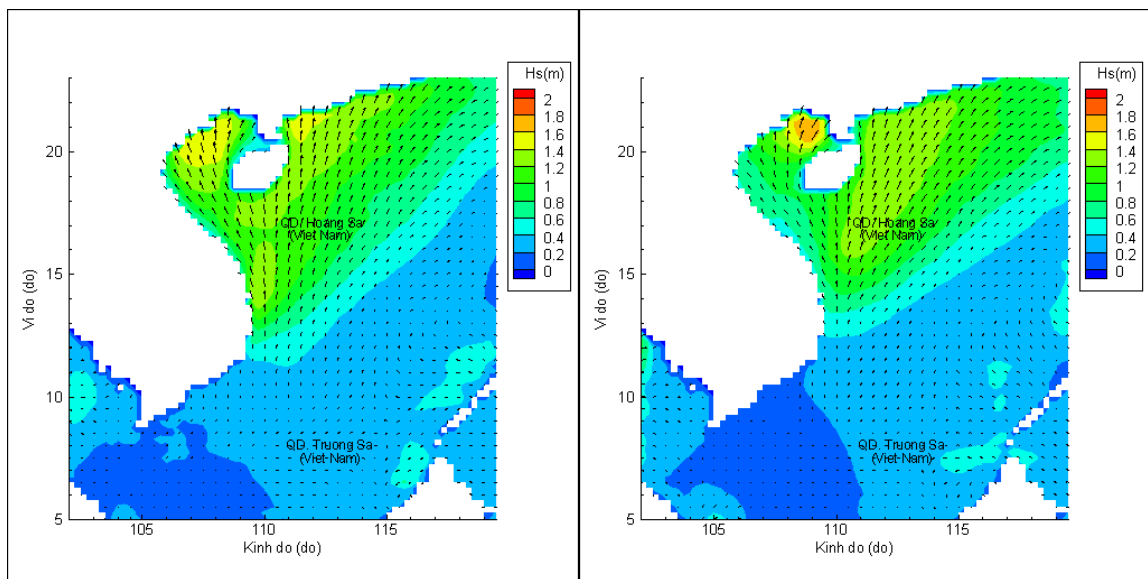 Hs(m)
2
1.8
1.6
1.4
1.2
1
0.8
0.6
0.4
0.2
0
20
15
10
5
Vi do (do)
QD. Hoang Sa
(Viet Nam)
QD. Truong Sa
(Viet Nam)
105
110
115
Kinh do (do)
Hs(m)
2
1.8
1.6
1.4
1.2
1
0.8
0.6
0.4
0.2
0
20
15
10
5
Vi do (do)
QD. Hoang Sa
(Viet Nam)
QD. Truong Sa
(Viet Nam)
105
110
115
Kinh do (do)